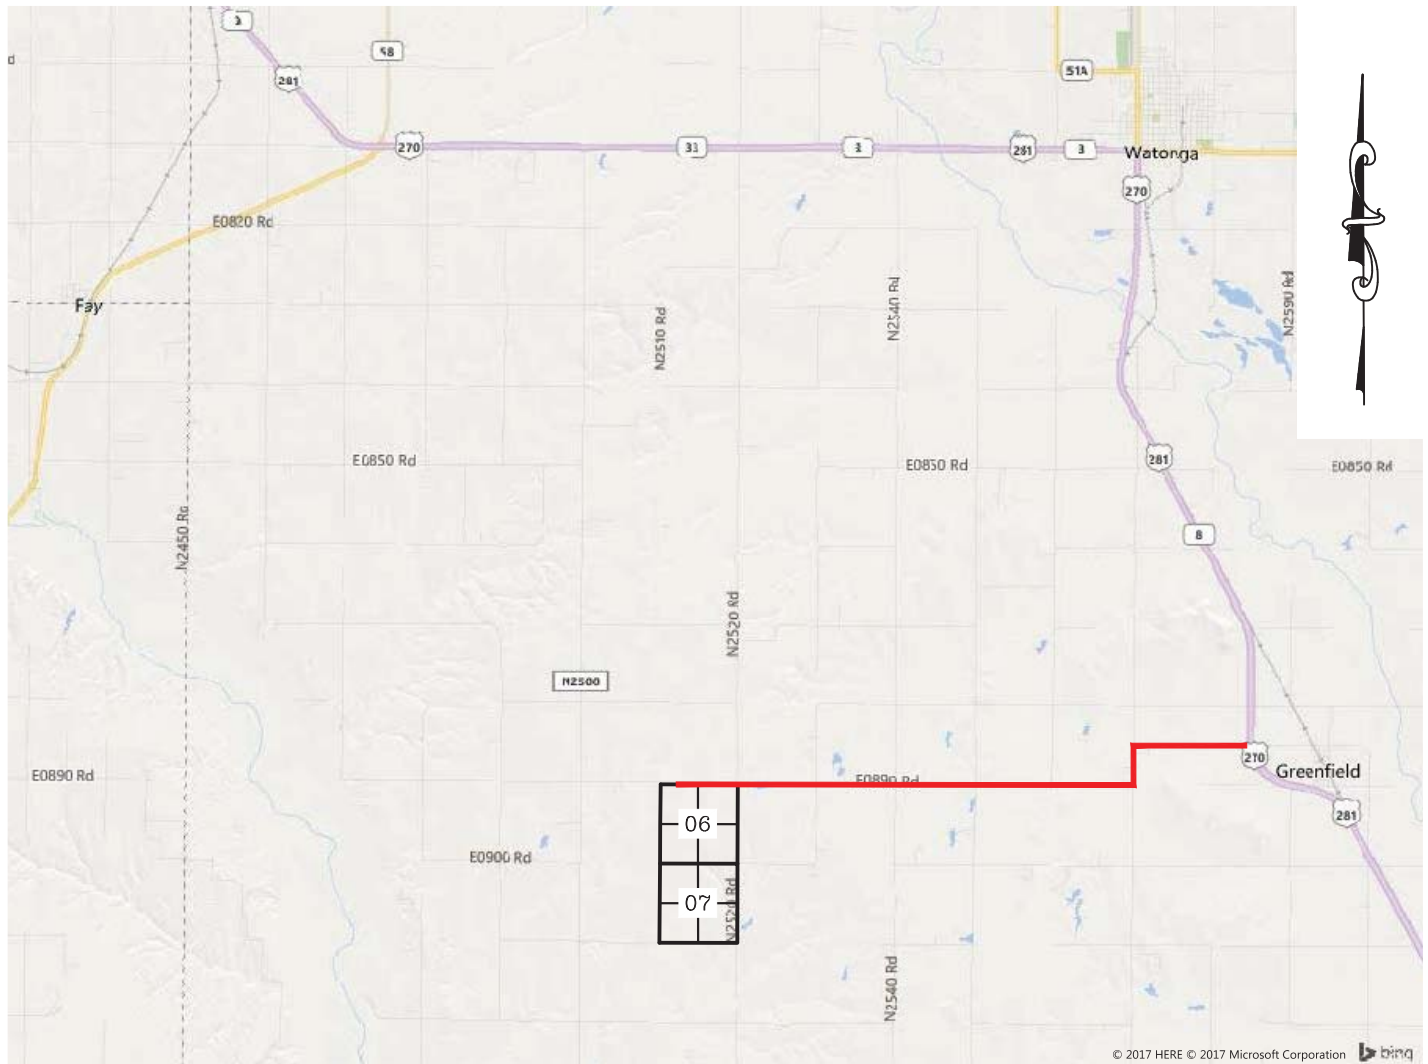 3
58
281
51A
270
33
3
281
3
Watonga
270
E0820 Rd
Fay
N2510 Rd
N2540 Rd
N2590 Rd
E0850 Rd
E0850 Rd
281
E0850 Rd
N2450 Rd
8
N2520 Rd
N2500
270
Greenfield
E0890 Rd
E0890 Rd
281
06
E0900 Rd
07
N2520 Rd
N2540 Rd
© 2017 HERE © 2017 Microsoft Corporation
bing